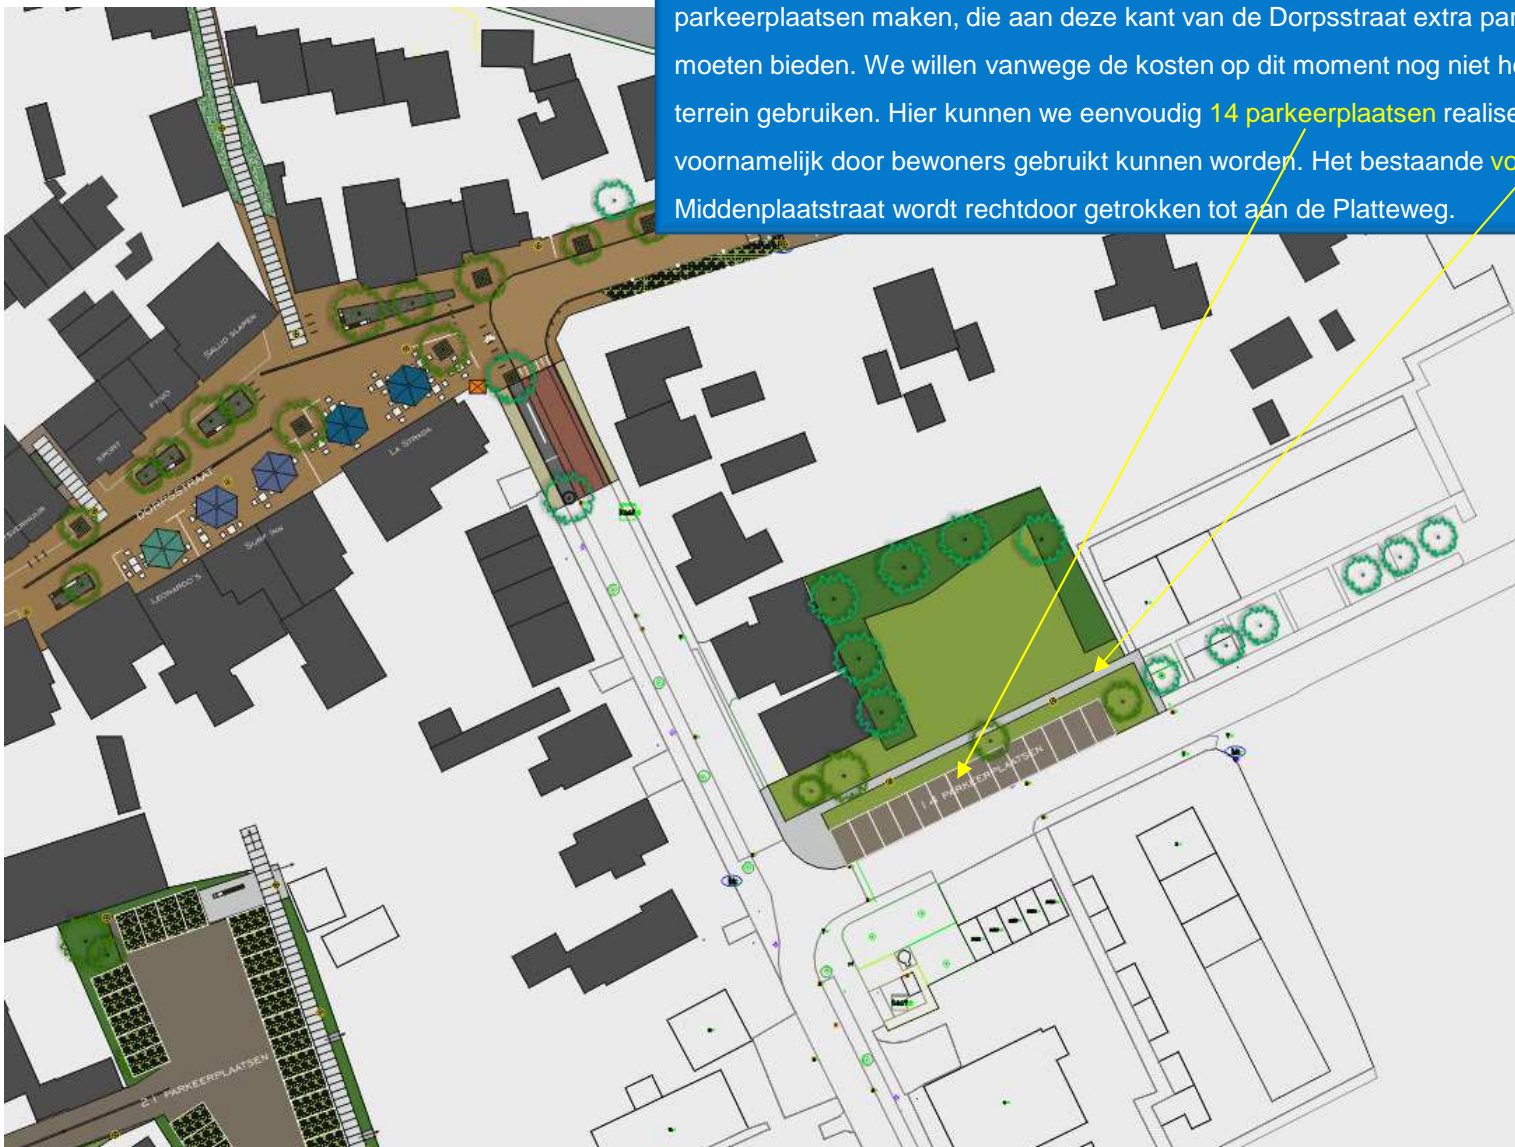 parkeerplaatsen maken, die aan deze kant van de Dorpsstraat extra par
moeten bieden. We willen vanwege de kosten op dit moment nog niet he
terrein gebruiken. Hier kunnen we eenvoudig 14 parkeerplaatsen realise
voornamelijk door bewoners gebruikt kunnen worden. Het bestaande vo
Middenplaatstraat wordt rechtdoor getrokken tot aan de Platteweg.
SALUD SLAPEN
FYSIO
SPORT
LA STRADA
DORPSSTRAAT
SURF INN
LEONARDO'S
14 PARKEERPLAATSEN
21 PARKEERPLAATSEN